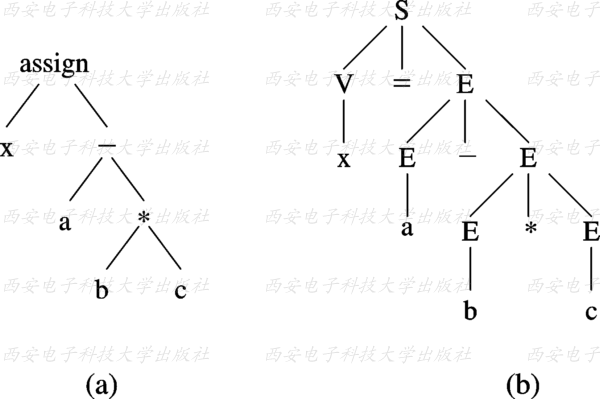 S
assign
V = E
x −
x E − E
a *
a E * E
b c
b c
(a) (b)
西安电子科技大学出版社